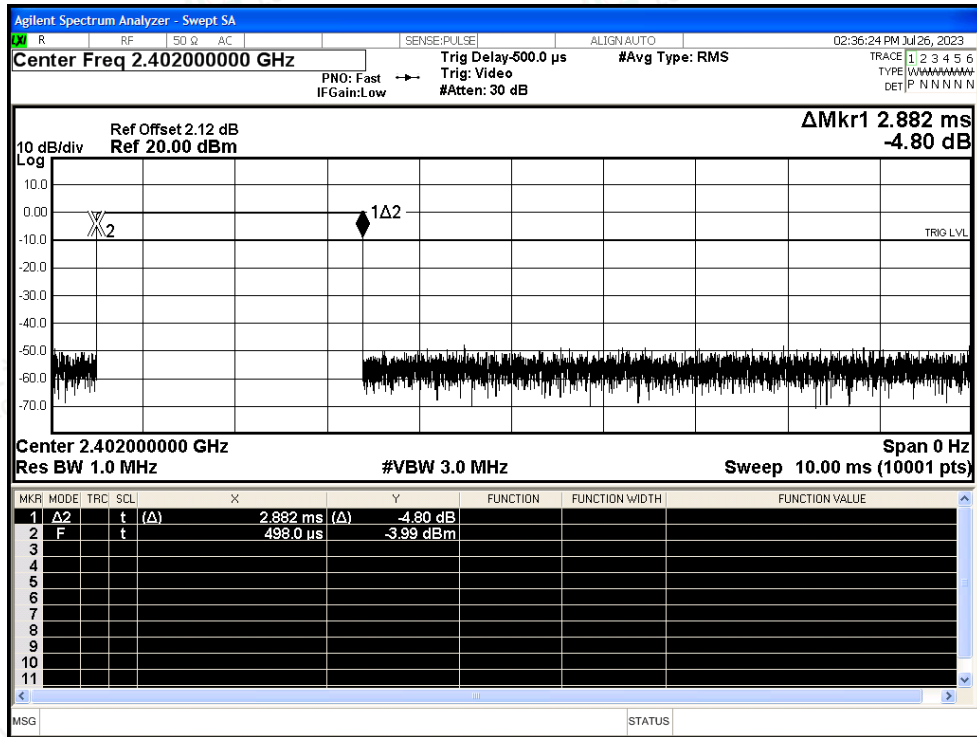 Agilent Spectrum Analyzer - Swept SA
LXI R RF 50 Ω AC SENSE:PULSE ALIGN AUTO 02:36:24 PM Jul 26, 2023
Center Freq 2.402000000 GHz
PNO: Fast
IFGain:Low
Trig Delay-500.0 µs
Trig: Video
#Atten: 30 dB
#Avg Type: RMS
TRACE 1 2 3 4 5 6
TYPE WWWWWW
DET P N N N N N
ΔMkr1 2.882 ms
-4.80 dB
Ref Offset 2.12 dB
10 dB/div Ref 20.00 dBm
Log
10.0
0.00
-10.0
-20.0
-30.0
-40.0
-50.0
-60.0
-70.0
2
1Δ2
TRIG LVL
Center 2.402000000 GHz Span 0 Hz
Res BW 1.0 MHz #VBW 3.0 MHz Sweep 10.00 ms (10001 pts)
MKR MODE TRC SCL X Y FUNCTION FUNCTION WIDTH FUNCTION VALUE
1 Δ2 t (Δ) 2.882 ms (Δ) -4.80 dB
2 F t 498.0 µs -3.99 dBm
3
4
5
6
7
8
9
10
11
MSG STATUS